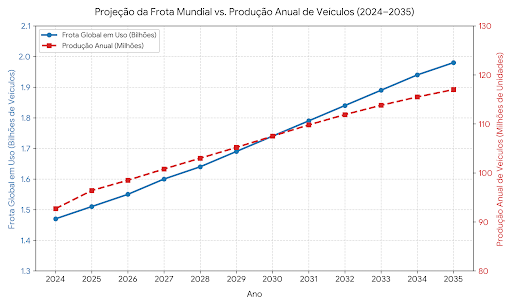 Projeção da Frota Mundial vs. Produção Anual de Veículos (2024–2035)
Frota Global em Uso (Bilhões)
Produção Anual (Milhões)
Frota Global em Uso (Bilhões de Veículos)
2.1
2.0
1.9
1.8
1.7
1.6
1.5
1.4
1.3
130
120
110
100
90
80
Produção Anual de Veículos (Milhões de Unidades)
2024 2025 2026 2027 2028 2029 2030 2031 2032 2033 2034 2035
Ano